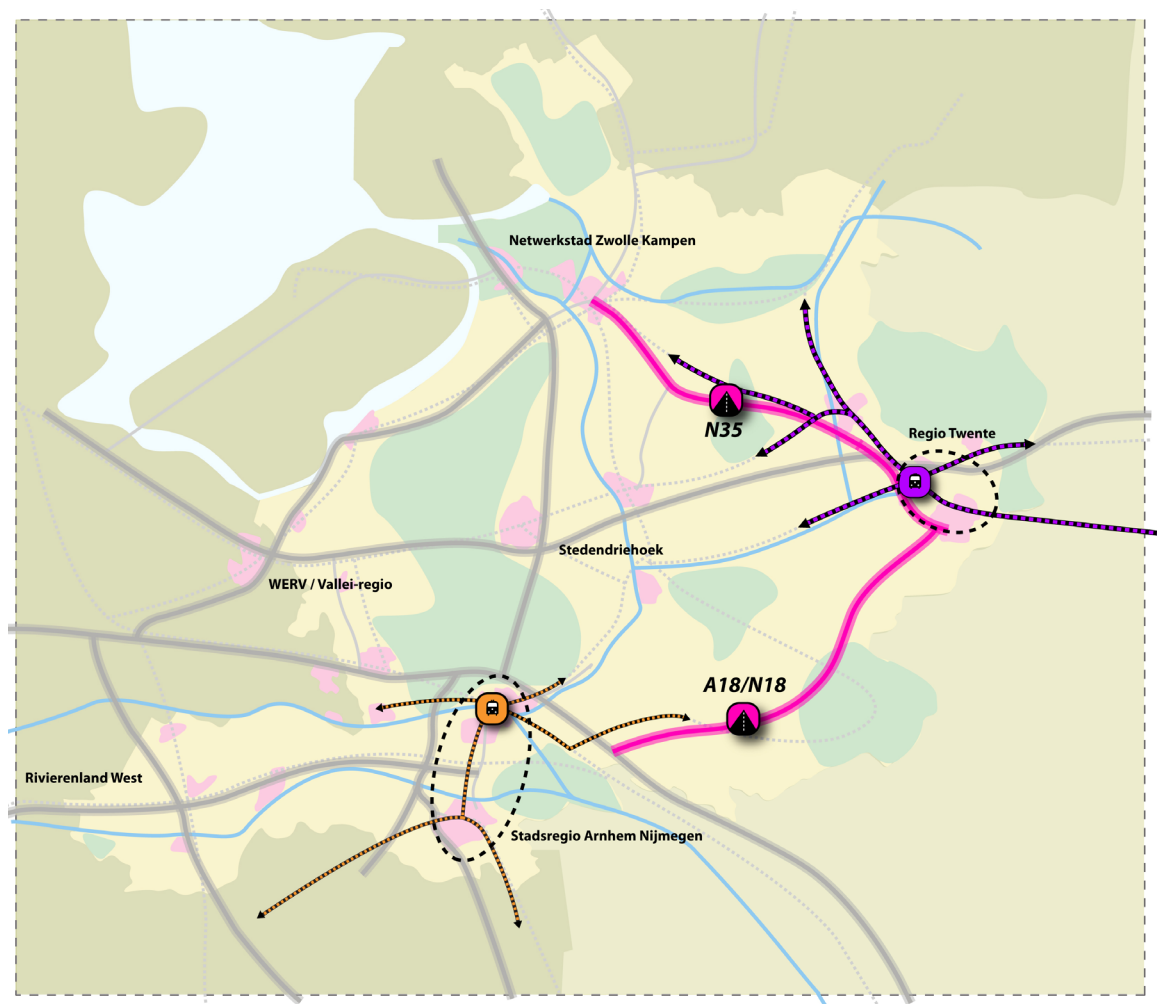 Netwerkstad Zwolle Kampen
N35
Regio Twente
Stedendriehoek
WERV / Vallei-regio
A18/N18
Rivierenland West
Stadsregio Arnhem Nijmegen